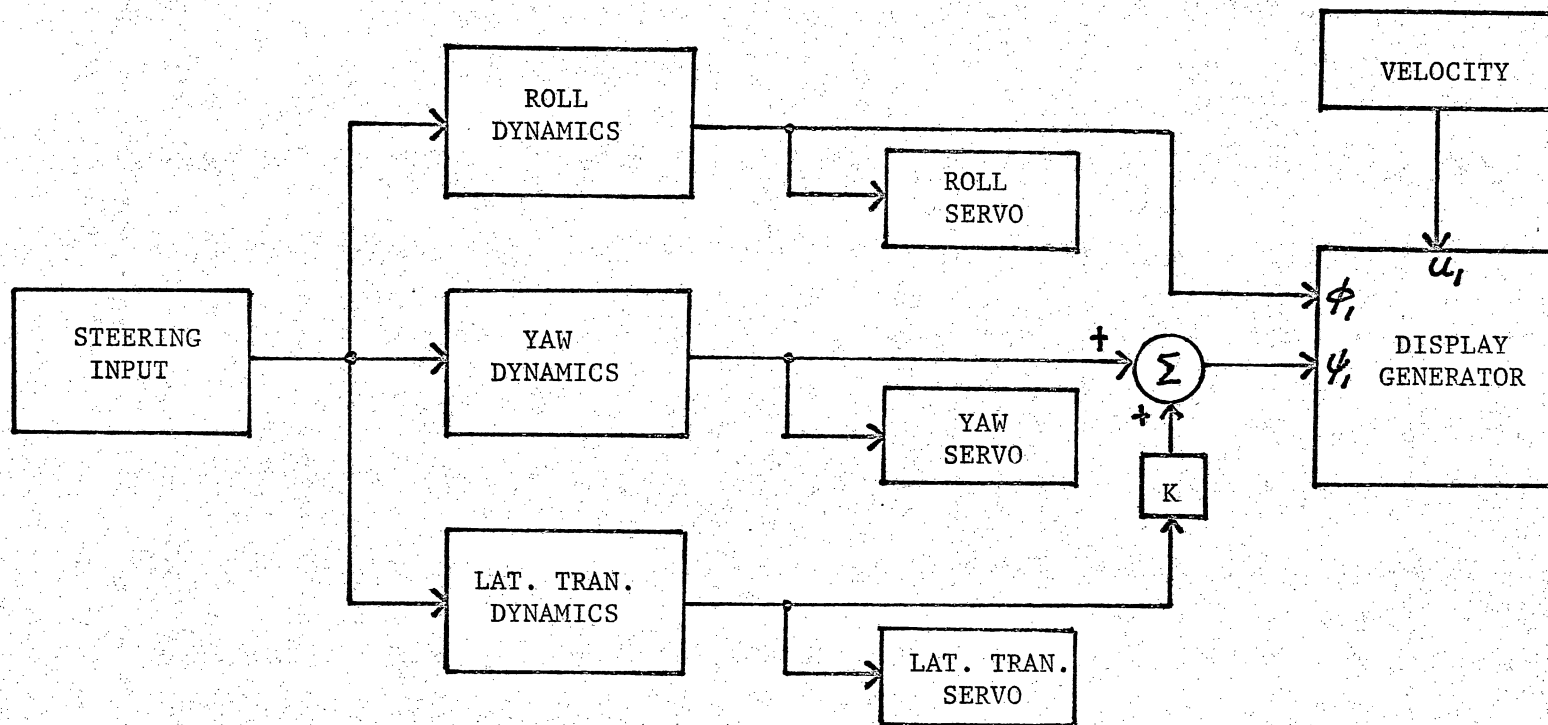 VELOCITY
ROLL
DYNAMICS
ROLL
SERVO
u₁
ϕ₁
STEERING
INPUT
YAW
DYNAMICS
+
Σ
ψ₁
DISPLAY
GENERATOR
+
YAW
SERVO
K
LAT. TRAN.
DYNAMICS
LAT. TRAN.
SERVO